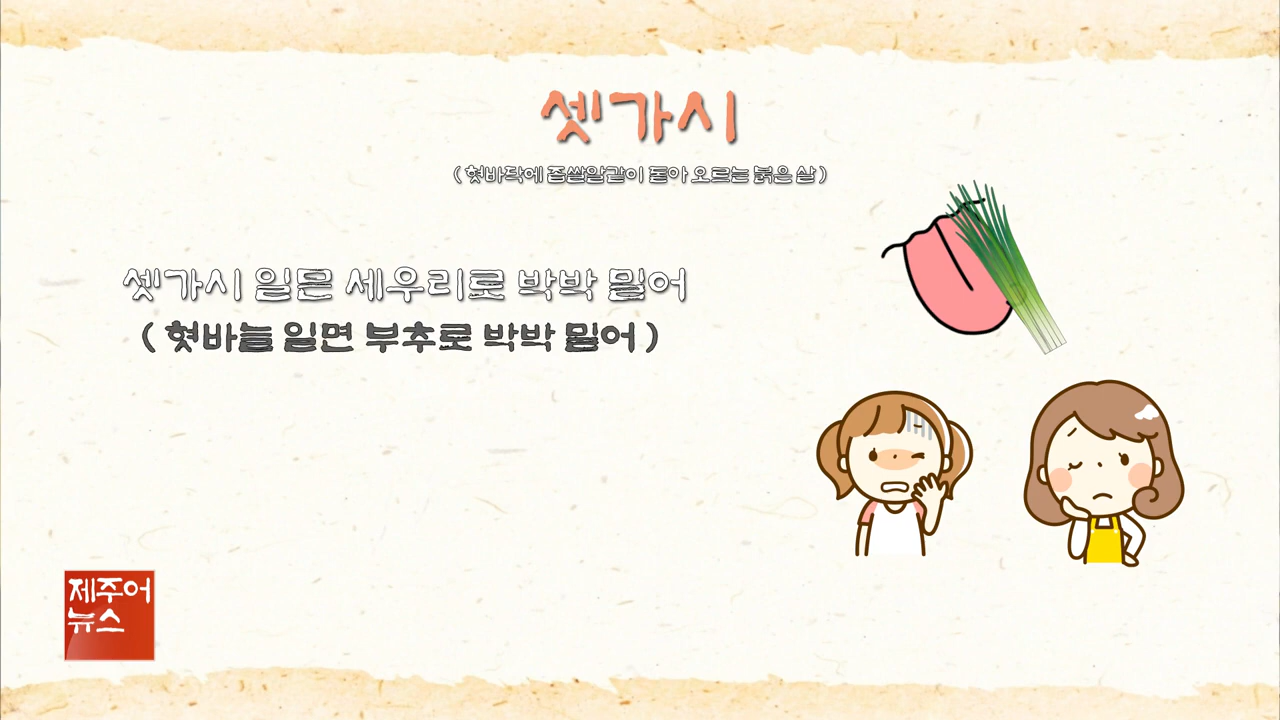 셋가시
( 혓바닥에 좁쌀알같이 돋아 오르는 붉은 살 )
셋가시 일믄 세우리로 박박 밀어
( 혓바늘 일면 부추로 박박 밀어 )
제주어
뉴스